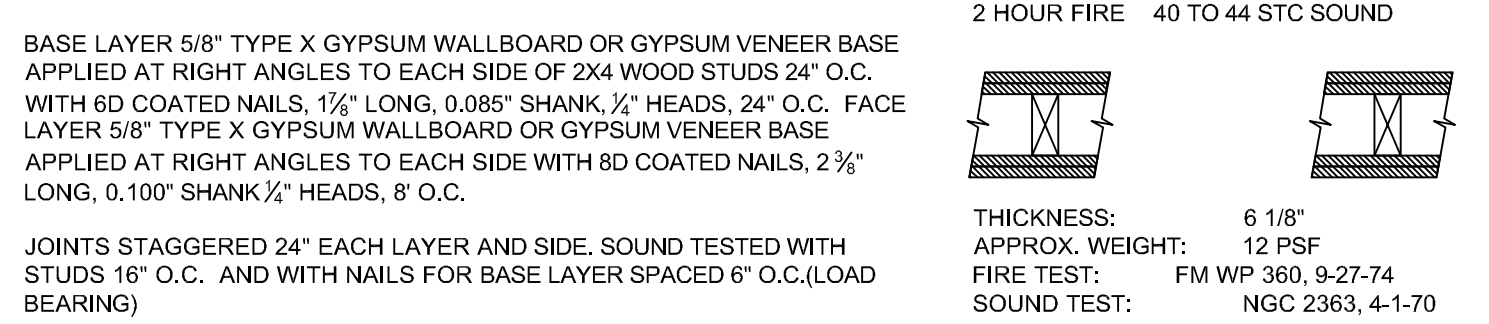 2 HOUR FIRE 40 TO 44 STC SOUND
BASE LAYER 5/8" TYPE X GYPSUM WALLBOARD OR GYPSUM VENEER BASE
APPLIED AT RIGHT ANGLES TO EACH SIDE OF 2X4 WOOD STUDS 24" O.C.
WITH 6D COATED NAILS, 1⅞" LONG, 0.085" SHANK, ¼" HEADS, 24" O.C. FACE
LAYER 5/8" TYPE X GYPSUM WALLBOARD OR GYPSUM VENEER BASE
APPLIED AT RIGHT ANGLES TO EACH SIDE WITH 8D COATED NAILS, 2 ⅜"
LONG, 0.100" SHANK ¼" HEADS, 8' O.C.
JOINTS STAGGERED 24" EACH LAYER AND SIDE. SOUND TESTED WITH
STUDS 16" O.C. AND WITH NAILS FOR BASE LAYER SPACED 6" O.C.(LOAD
BEARING)
THICKNESS: 6 1/8"
APPROX. WEIGHT: 12 PSF
FIRE TEST: FM WP 360, 9-27-74
SOUND TEST: NGC 2363, 4-1-70